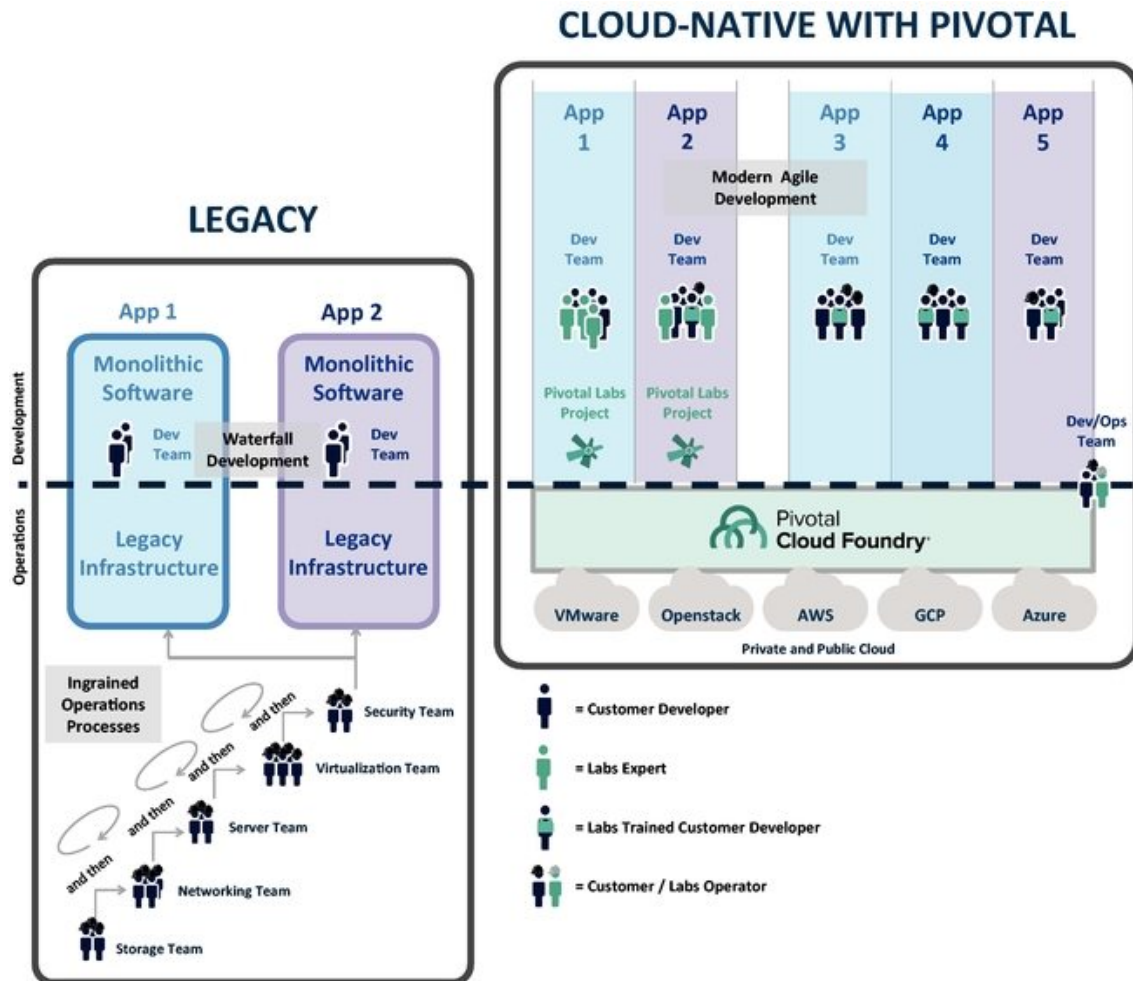 CLOUD-NATIVE WITH PIVOTAL
App
1
App
2
App
3
App
4
App
5
Modern Agile
Development
Dev
Team
Dev
Team
Dev
Team
Dev
Team
Dev
Team
Pivotal Labs
Project
Pivotal Labs
Project
Dev/Ops
Team
Pivotal
Cloud Foundry
VMware
Openstack
AWS
GCP
Azure
Private and Public Cloud
LEGACY
App 1
App 2
Monolithic
Software
Monolithic
Software
Dev
Team
Waterfall
Development
Dev
Team
Development
Operations
Legacy
Infrastructure
Legacy
Infrastructure
Ingrained
Operations
Processes
and then
Security Team
and then
Virtualization Team
and then
Server Team
and then
Networking Team
Storage Team
= Customer Developer
= Labs Expert
= Labs Trained Customer Developer
= Customer / Labs Operator